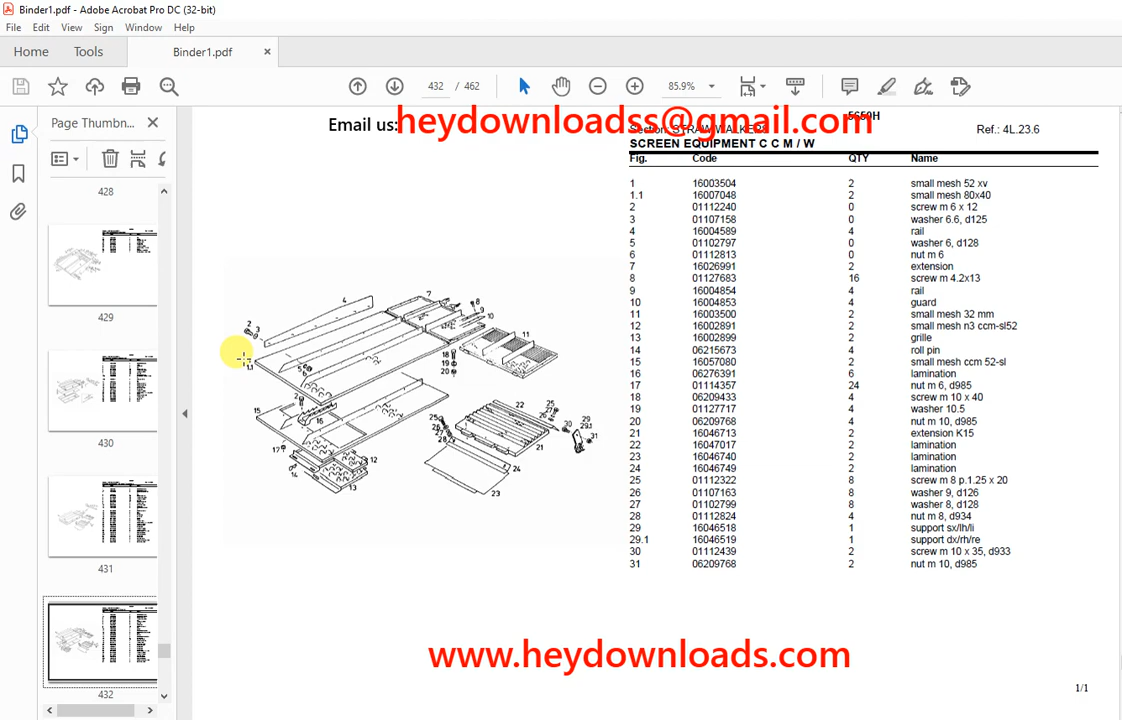 Binder1.pdf - Adobe Acrobat Pro DC (32-bit)
File Edit View Sign Window Help
Home Tools Binder1.pdf ×
432 / 462 85.9%
Page Thumbn...
428
429
430
431
432
Email us: heydownloadss@gmail.com
Section: STRAW WALKERS Ref.: 4L.23.6
SCREEN EQUIPMENT C C M / W
Fig. Code QTY Name
1 16003504 2 small mesh 52 xv
1.1 16007048 2 small mesh 80x40
2 01112240 0 screw m 6 x 12
3 01107158 0 washer 6.6, d125
4 16004589 4 rail
5 01102797 0 washer 6, d128
6 01112813 0 nut m 6
7 16026991 2 extension
8 01127683 16 screw m 4.2x13
9 16004854 4 rail
10 16004853 4 guard
11 16003500 2 small mesh 32 mm
12 16002891 2 small mesh n3 ccm-sl52
13 16002899 2 grille
14 06215673 4 roll pin
15 16057080 2 small mesh ccm 52-sl
16 06276391 6 lamination
17 01114357 24 nut m 6, d985
18 06209433 4 screw m 10 x 40
19 01127717 4 washer 10.5
20 06209768 4 nut m 10, d985
21 16046713 2 extension K15
22 16047017 2 lamination
23 16046740 2 lamination
24 16046749 2 lamination
25 01112322 8 screw m 8 p.1.25 x 20
26 01107163 8 washer 9, d126
27 01102799 8 washer 8, d128
28 01112824 4 nut m 8, d934
29 16046518 1 support sx/lh/li
29.1 16046519 1 support dx/rh/re
30 01112439 2 screw m 10 x 35, d933
31 06209768 2 nut m 10, d985
www.heydownloads.com
1/1